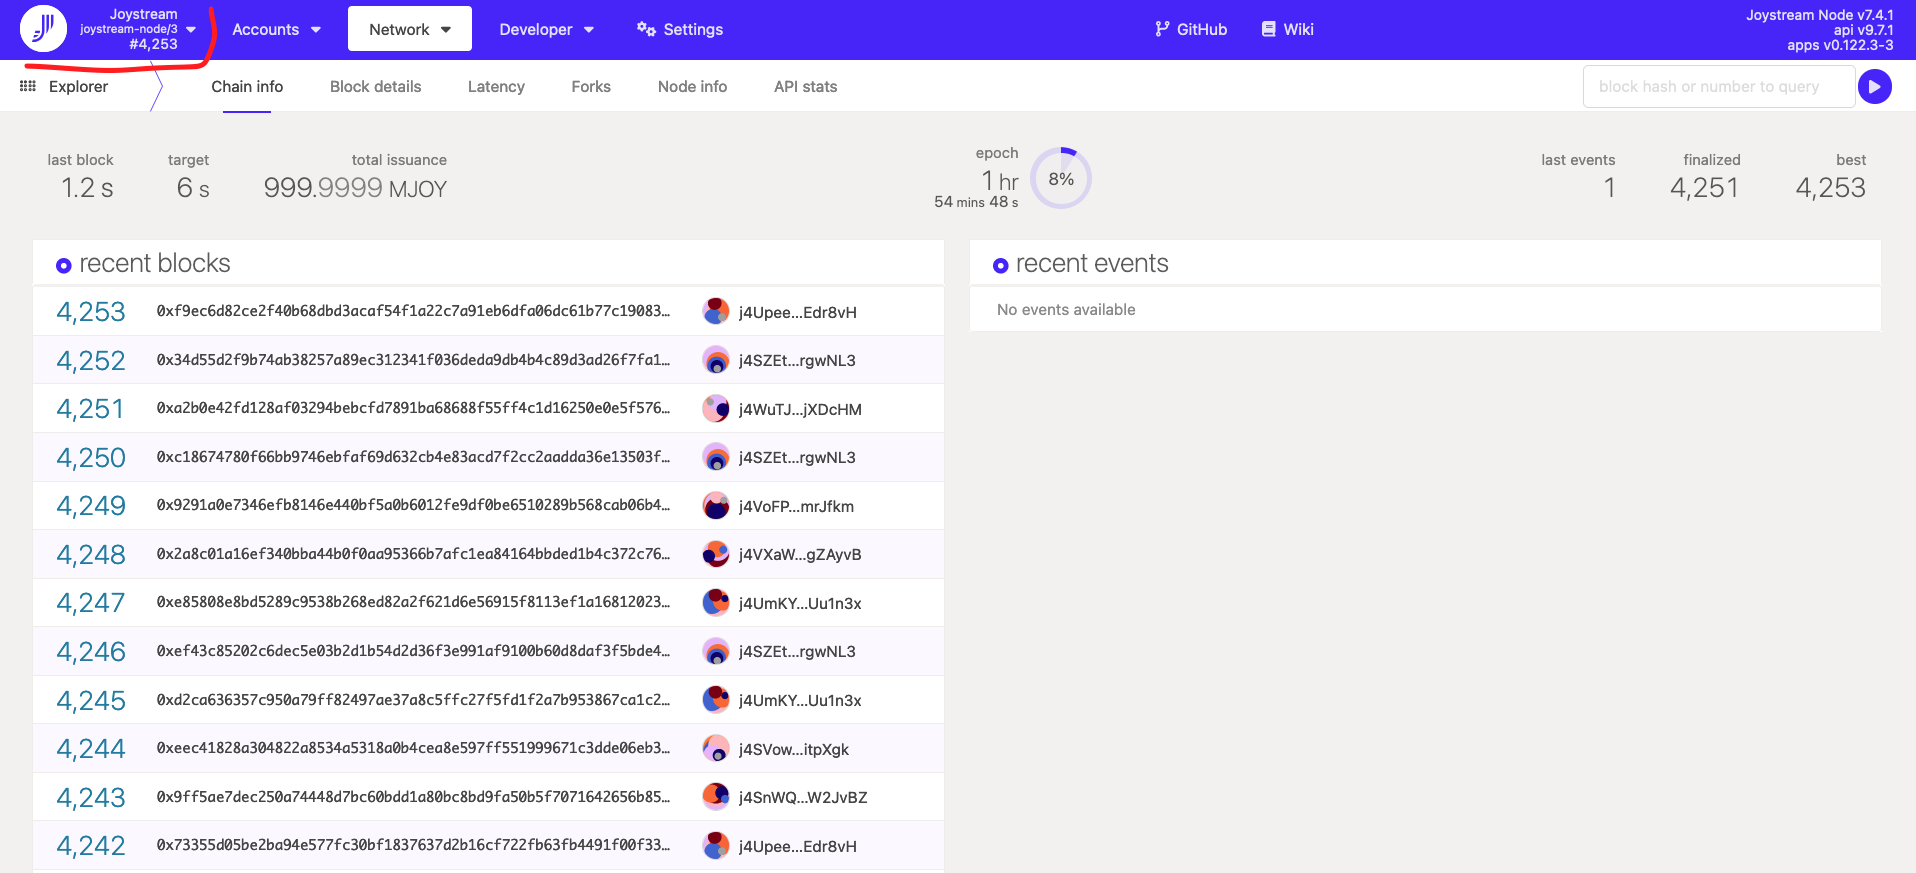 Joystream
joystream-node/3
#4,253
Accounts
Network
Developer
Settings
GitHub
Wiki
Joystream Node v7.4.1
api v9.7.1
apps v0.122.3-3
Explorer
Chain info
Block details
Latency
Forks
Node info
API stats
block hash or number to query
last block
1.2 s
target
6 s
total issuance
999.9999 MJOY
epoch
1 hr
54 mins 48 s
8%
last events
1
finalized
4,251
best
4,253
recent blocks
4,253 0xf9ec6d82ce2f40b68dbd3acaf54f1a22c7a91eb6dfa06dc61b77c19083… j4Upee…Edr8vH
4,252 0x34d55d2f9b74ab38257a89ec312341f036deda9db4b4c89d3ad26f7fa1… j4SZEt…rgwNL3
4,251 0xa2b0e42fd128af03294bebcfd7891ba68688f55ff4c1d16250e0e5f576… j4WuTJ…jXDcHM
4,250 0xc18674780f66bb9746ebfaf69d632cb4e83acd7f2cc2aadda36e13503f… j4SZEt…rgwNL3
4,249 0x9291a0e7346efb8146e440bf5a0b6012fe9df0be6510289b568cab06b4… j4VoFP…mrJfkm
4,248 0x2a8c01a16ef340bba44b0f0aa95366b7afc1ea84164bbded1b4c372c76… j4VXaW…gZAyvB
4,247 0xe85808e8bd5289c9538b268ed82a2f621d6e56915f8113ef1a16812023… j4UmKY…Uu1n3x
4,246 0xef43c85202c6dec5e03b2d1b54d2d36f3e991af9100b60d8daf3f5bde4… j4SZEt…rgwNL3
4,245 0xd2ca636357c950a79ff82497ae37a8c5ffc27f5fd1f2a7b953867ca1c2… j4UmKY…Uu1n3x
4,244 0xeec41828a304822a8534a5318a0b4cea8e597ff551999671c3dde06eb3… j4SVow…itpXgk
4,243 0x9ff5ae7dec250a74448d7bc60bdd1a80bc8bd9fa50b5f7071642656b85… j4SnWQ…W2JvBZ
4,242 0x73355d05be2ba94e577fc30bf1837637d2b16cf722fb63fb4491f00f33… j4Upee…Edr8vH
recent events
No events available